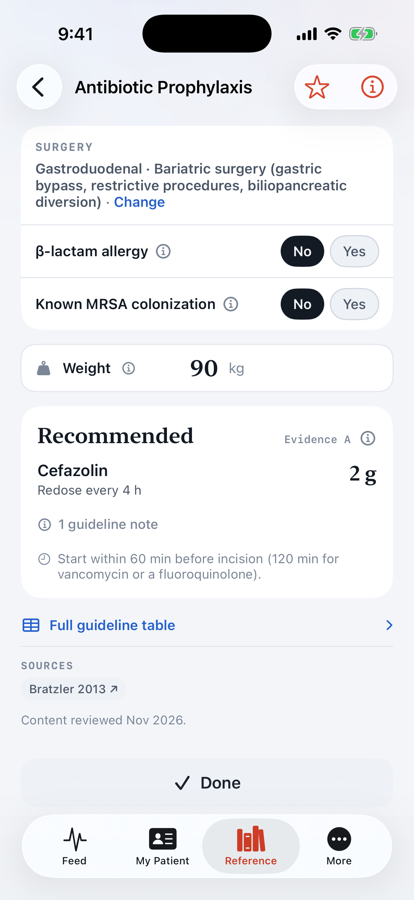 9:41
Antibiotic Prophylaxis
SURGERY
Gastroduodenal · Bariatric surgery (gastric
bypass, restrictive procedures, biliopancreatic
diversion) · Change
β-lactam allergy
No
Yes
Known MRSA colonization
No
Yes
Weight
90 kg
Recommended
Evidence A
Cefazolin
2 g
Redose every 4 h
1 guideline note
Start within 60 min before incision (120 min for
vancomycin or a fluoroquinolone).
Full guideline table
SOURCES
Bratzler 2013 ↗
Content reviewed Nov 2026.
Done
Feed
My Patient
Reference
More